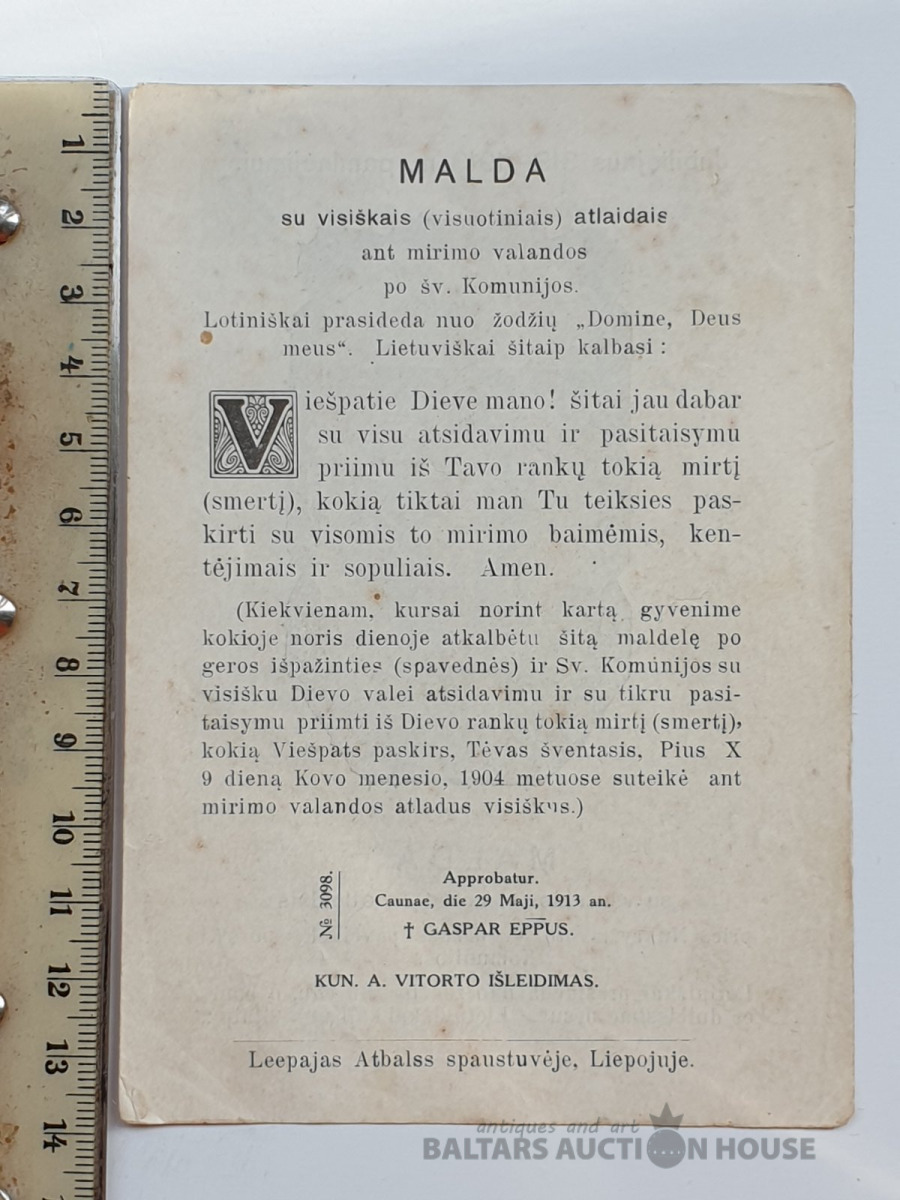 MALDA
su visiškais (visuotiniais) atlaidais
ant mirimo valandos
po šv. Komunijos.
Lotiniškai prasideda nuo žodžių „Domine, Deus
meus“. Lietuviškai šitaip kalbasi :
Viešpatie Dieve mano! šitai jau dabar
su visu atsidavimu ir pasitaisymu
priimu iš Tavo rankų tokią mirtį
(smertį), kokią tiktai man Tu teiksies pas-
kirti su visomis to mirimo baimėmis, ken-
tėjimais ir sopuliais. Amen.
(Kiekvienam, kursai norint kartą gyvenime
kokioje noris dienoje atkalbėtu šitą maldelę po
geros išpažinties (spavednės) ir Sv. Komunijos su
visišku Dievo valei atsidavimu ir su tikru pasi-
taisymu priimti iš Dievo rankų tokią mirtį (smertį),
kokią Viešpats paskirs, Tėvas šventasis, Pius X
9 dieną Kovo menesio, 1904 metuose suteikė ant
mirimo valandos atladus visiškus.)
№ 3098.
Approbatur.
Caunae, die 29 Maji, 1913 an.
† GASPAR EPPUS.
KUN. A. VITORTO IŠLEIDIMAS.
Leepajas Atbalss spaustuvėje, Liepojuje.
1
2
3
4
5
6
7
8
9
10
11
12
13
14
antiques and art
BALTARS AUCTION HOUSE